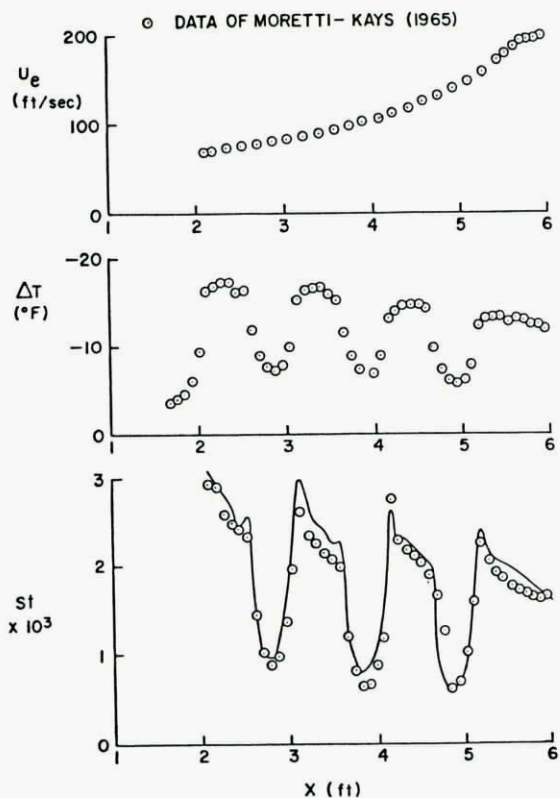 ⊙ DATA OF MORETTI-KAYS (1965)
200
Ue
(ft/sec)
100
0
1 2 3 4 5 6
-20
ΔT
(°F)
-10
0
1 2 3 4 5 6
3
2
St
x 10³
1
0
1 2 3 4 5 6
X (ft)